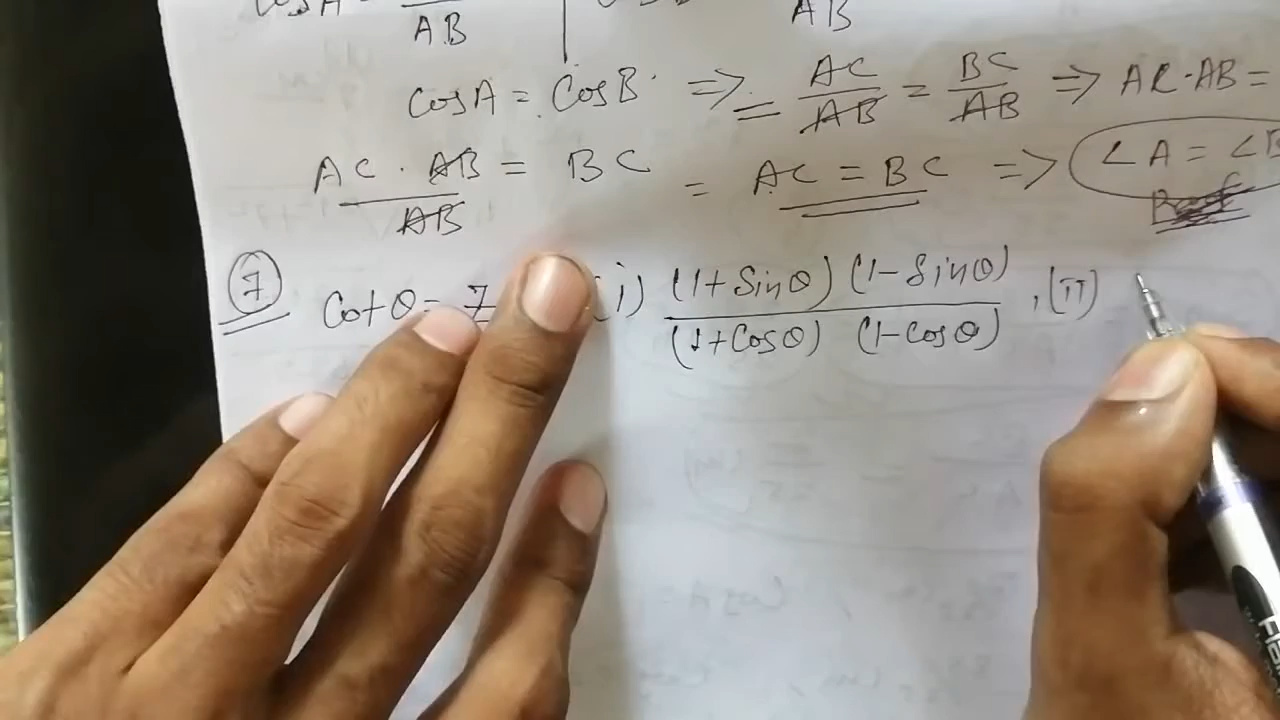 AB AB
CosA = CosB ⇒ = AC/AB = BC/AB ⇒ AC·AB =
AC·AB/AB = BC = AC = BC ⇒ ∠A = ∠B
(7) Cotθ = 7 (i) (1+Sinθ)(1-Sinθ)/(1+Cosθ)(1-Cosθ) , (II)